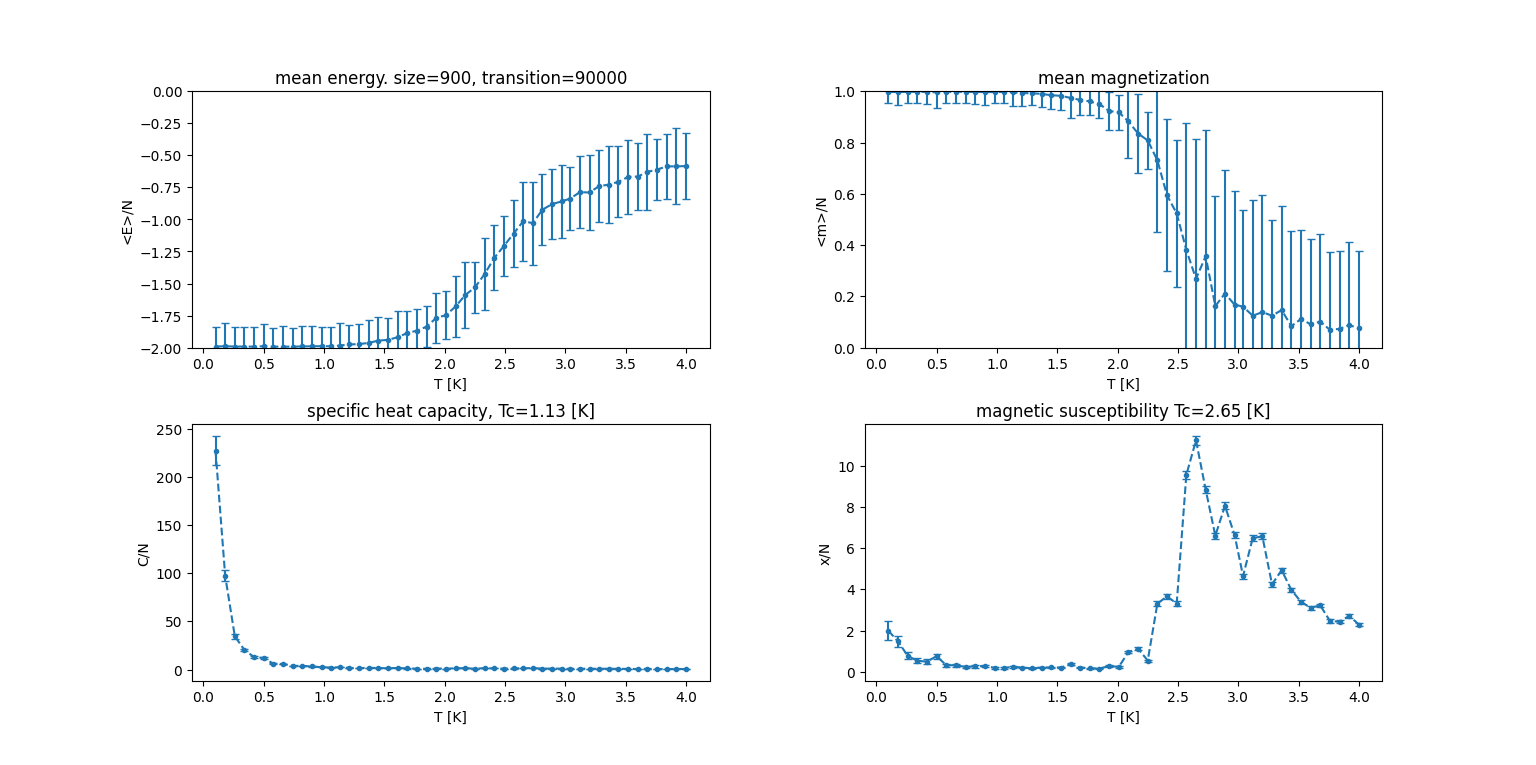 mean energy. size=900, transition=90000
0.00
−0.25
−0.50
−0.75
−1.00
−1.25
−1.50
−1.75
−2.00
<E>/N
0.0 0.5 1.0 1.5 2.0 2.5 3.0 3.5 4.0
T [K]
mean magnetization
1.0
0.8
0.6
0.4
0.2
0.0
<m>/N
0.0 0.5 1.0 1.5 2.0 2.5 3.0 3.5 4.0
T [K]
specific heat capacity, Tc=1.13 [K]
250
200
150
100
50
0
C/N
0.0 0.5 1.0 1.5 2.0 2.5 3.0 3.5 4.0
T [K]
magnetic susceptibility Tc=2.65 [K]
10
8
6
4
2
0
x/N
0.0 0.5 1.0 1.5 2.0 2.5 3.0 3.5 4.0
T [K]